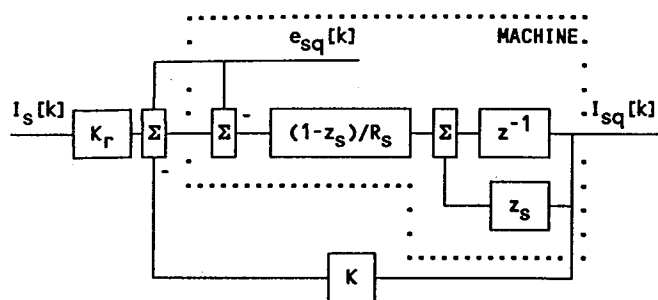 e_sq[k] MACHINE
I_s[k] I_sq[k]
K_r Σ - Σ - (1-z_s)/R_s Σ z^-1
-
z_s
K